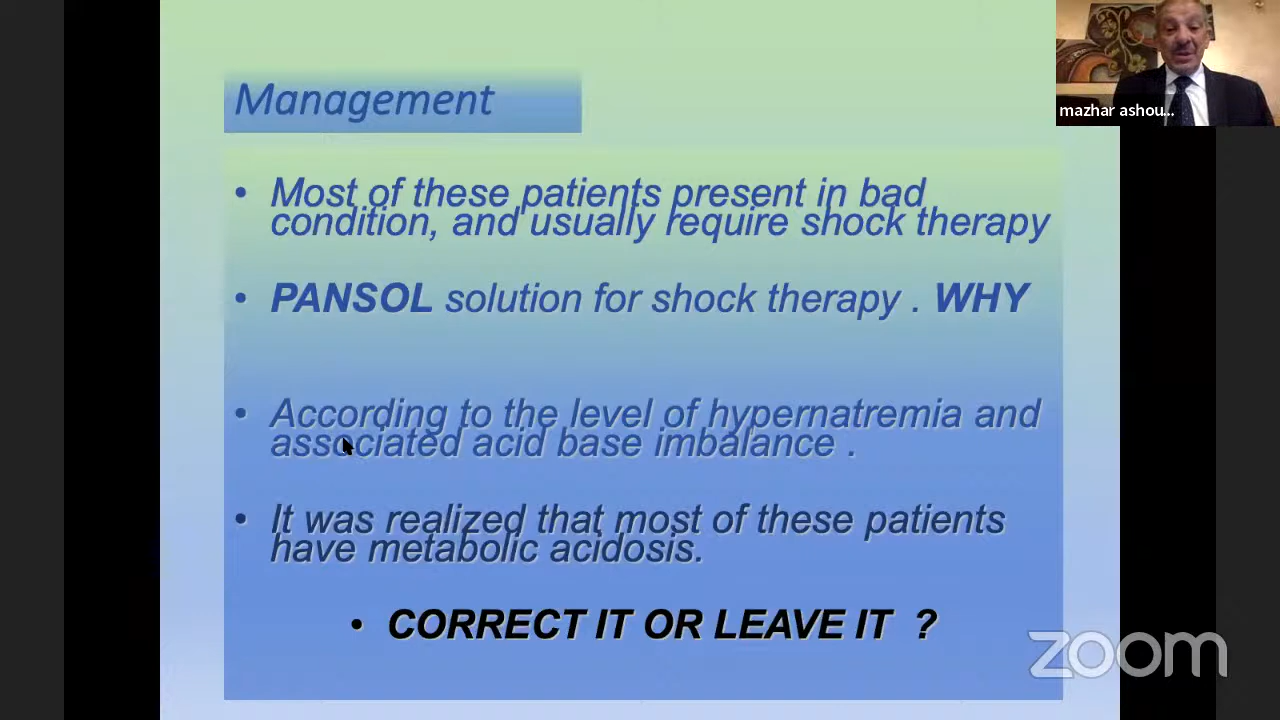 Management
mazhar ashou...
• Most of these patients present in bad
condition, and usually require shock therapy
• PANSOL solution for shock therapy . WHY
• According to the level of hypernatremia and
associated acid base imbalance .
• It was realized that most of these patients
have metabolic acidosis.
• CORRECT IT OR LEAVE IT ?
zoom